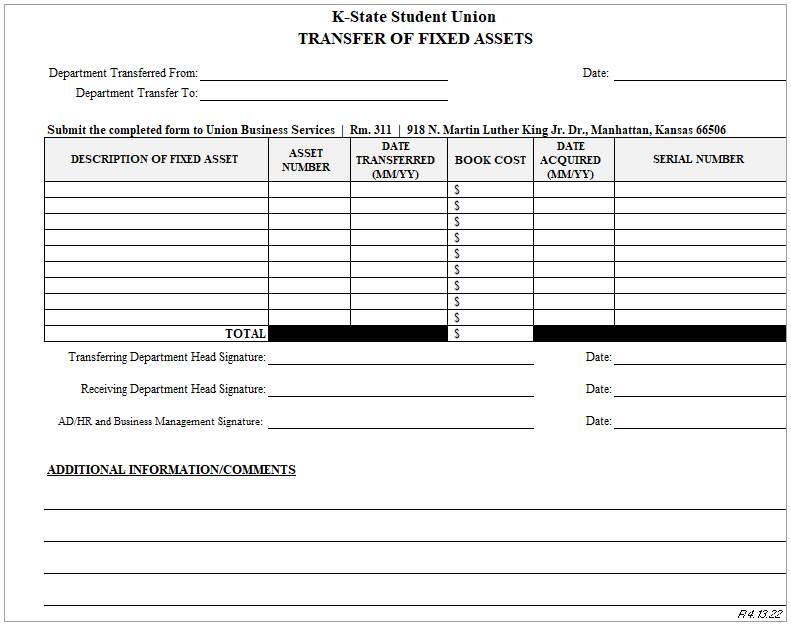 K-State Student Union
TRANSFER OF FIXED ASSETS
Department Transferred From: Date:
Department Transfer To:
Submit the completed form to Union Business Services | Rm. 311 | 918 N. Martin Luther King Jr. Dr., Manhattan, Kansas 66506
DESCRIPTION OF FIXED ASSET ASSET NUMBER DATE TRANSFERRED (MM/YY) BOOK COST DATE ACQUIRED (MM/YY) SERIAL NUMBER
$
$
$
$
$
$
$
$
$
TOTAL $
Transferring Department Head Signature: Date:
Receiving Department Head Signature: Date:
AD/HR and Business Management Signature: Date:
ADDITIONAL INFORMATION/COMMENTS
R4.13.22